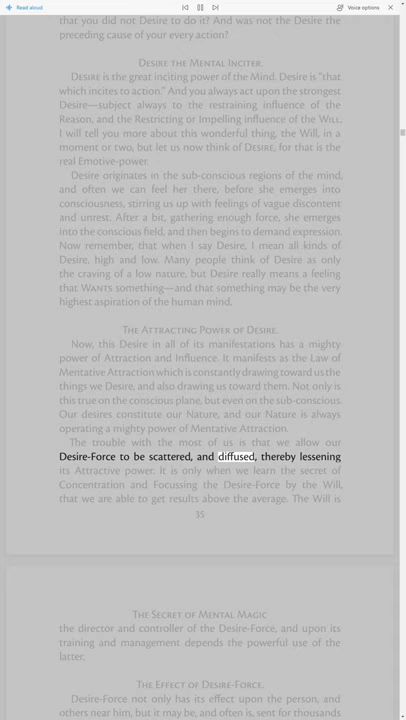 Read aloud
Voice options
that you did not Desire to do it? And was not the Desire the
preceding cause of your every action?
DESIRE THE MENTAL INCITER.
DESIRE is the great inciting power of the Mind. Desire is "that
which incites to action." And you always act upon the strongest
Desire—subject always to the restraining influence of the
Reason, and the Restricting or Impelling influence of the WILL.
I will tell you more about this wonderful thing, the Will, in a
moment or two, but let us now think of DESIRE, for that is the
real Emotive-power.
Desire originates in the sub-conscious regions of the mind,
and often we can feel her there, before she emerges into
consciousness, stirring us up with feelings of vague discontent
and unrest. After a bit, gathering enough force, she emerges
into the conscious field, and then begins to demand expression.
Now remember, that when I say Desire, I mean all kinds of
Desire, high and low. Many people think of Desire as only
the craving of a low nature, but Desire really means a feeling
that WANTS something—and that something may be the very
highest aspiration of the human mind.
THE ATTRACTING POWER OF DESIRE.
Now, this Desire in all of its manifestations has a mighty
power of Attraction and Influence. It manifests as the Law of
Mentative Attraction which is constantly drawing toward us the
things we Desire, and also drawing us toward them. Not only is
this true on the conscious plane, but even on the sub-conscious.
Our desires constitute our Nature, and our Nature is always
operating a mighty power of Mentative Attraction.
The trouble with the most of us is that we allow our
Desire-Force to be scattered, and diffused, thereby lessening
its Attractive power. It is only when we learn the secret of
Concentration and Focussing the Desire-Force by the Will,
that we are able to get results above the average. The Will is
35
THE SECRET OF MENTAL MAGIC
the director and controller of the Desire-Force, and upon its
training and management depends the powerful use of the
latter.
THE EFFECT OF DESIRE-FORCE.
Desire-Force not only has its effect upon the person, and
others near him, but it may be, and often is, sent for thousands